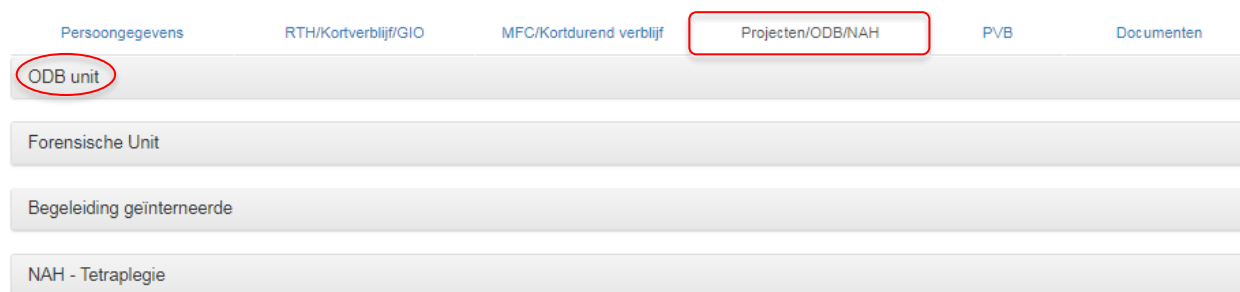 Persoongegevens RTH/Kortverblijf/GIO MFC/Kortdurend verblijf Projecten/ODB/NAH PVB Documenten
ODB unit
Forensische Unit
Begeleiding geïnterneerde
NAH - Tetraplegie